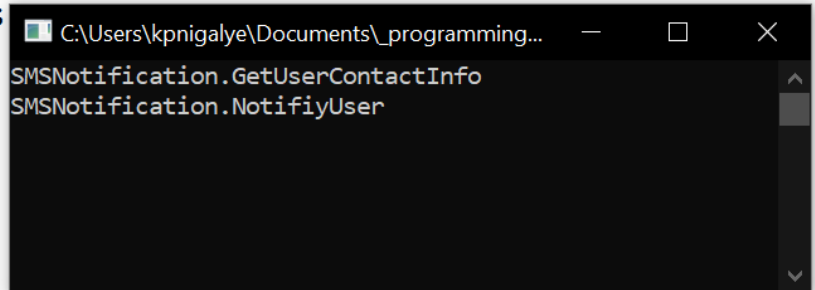 s
C:\Users\kpnigalye\Documents\_programming...
SMSNotification.GetUserContactInfo
SMSNotification.NotifiyUser